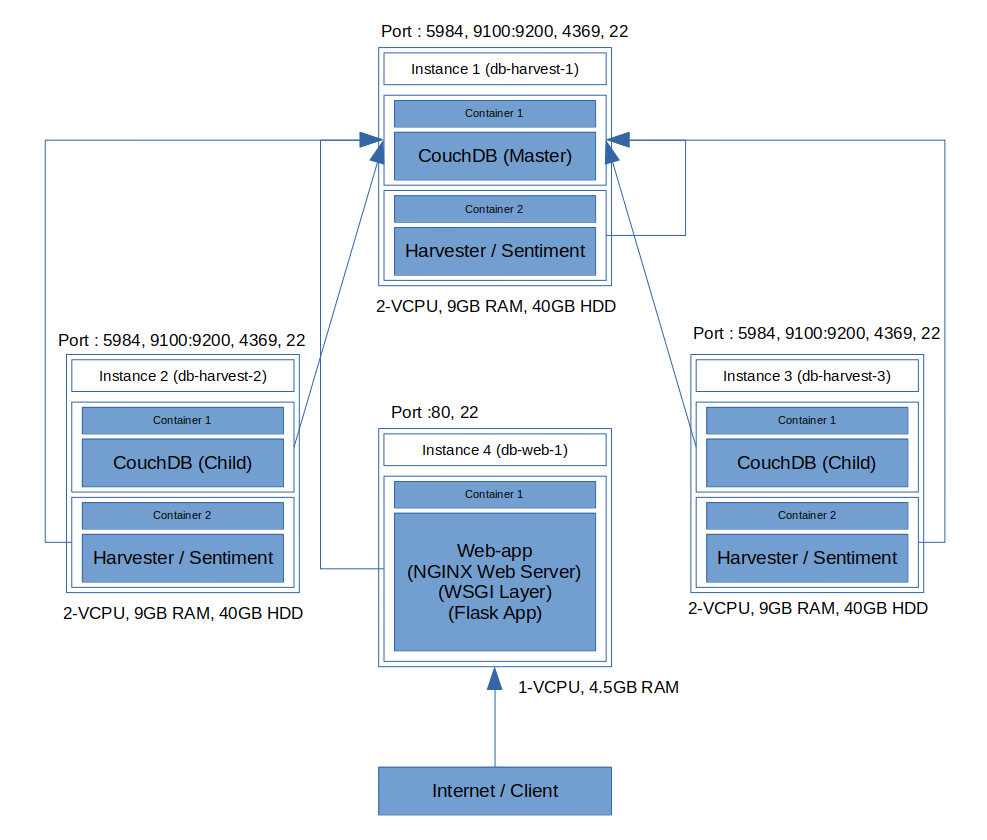 Port : 5984, 9100:9200, 4369, 22
Instance 1 (db-harvest-1)
Container 1
CouchDB (Master)
Container 2
Harvester / Sentiment
2-VCPU, 9GB RAM, 40GB HDD
Port : 5984, 9100:9200, 4369, 22
Instance 2 (db-harvest-2)
Container 1
CouchDB (Child)
Container 2
Harvester / Sentiment
2-VCPU, 9GB RAM, 40GB HDD
Port :80, 22
Instance 4 (db-web-1)
Container 1
Web-app
(NGINX Web Server)
(WSGI Layer)
(Flask App)
1-VCPU, 4.5GB RAM
Port : 5984, 9100:9200, 4369, 22
Instance 3 (db-harvest-3)
Container 1
CouchDB (Child)
Container 2
Harvester / Sentiment
2-VCPU, 9GB RAM, 40GB HDD
Internet / Client